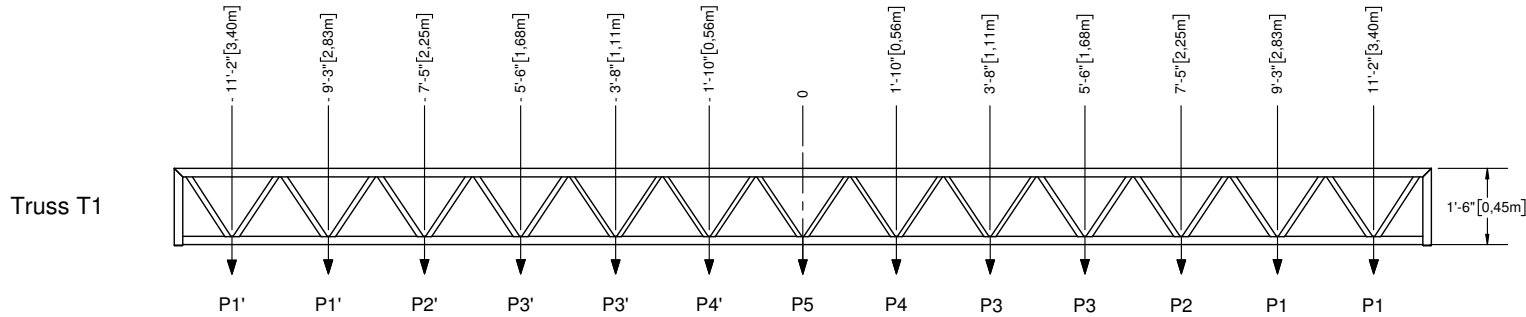 - 11'-2"[3,40m]
- 9'-3"[2,83m]
- 7'-5"[2,25m]
- 5'-6"[1,68m]
- 3'-8"[1,11m]
- 1'-10"[0,56m]
0
1'-10"[0,56m]
3'-8"[1,11m]
5'-6"[1,68m]
7'-5"[2,25m]
9'-3"[2,83m]
11'-2"[3,40m]
Truss T1
1'-6"[0,45m]
P1' P1' P2' P3' P3' P4' P5 P4 P3 P3 P2 P1 P1